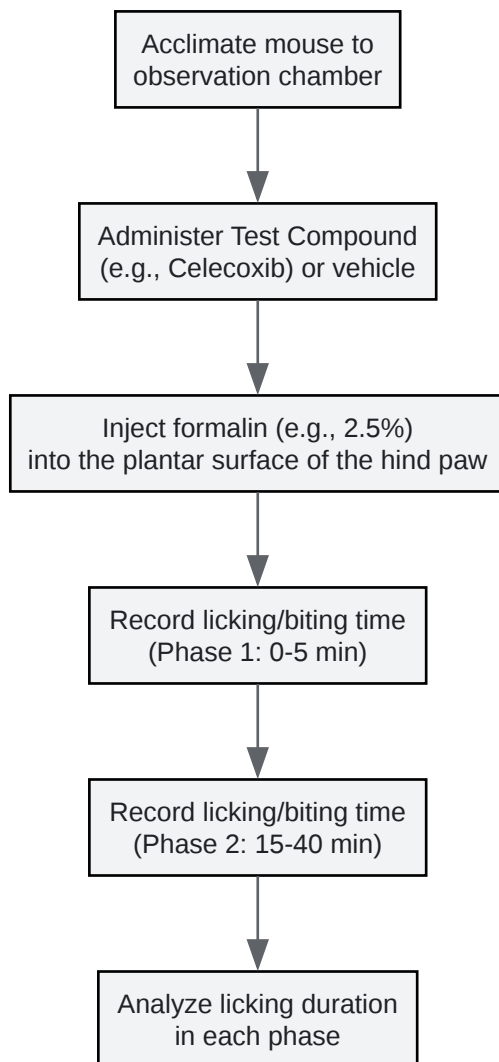 Acclimate mouse to
observation chamber
Administer Test Compound
(e.g., Celecoxib) or vehicle
Inject formalin (e.g., 2.5%)
into the plantar surface of the hind paw
Record licking/biting time
(Phase 1: 0-5 min)
Record licking/biting time
(Phase 2: 15-40 min)
Analyze licking duration
in each phase